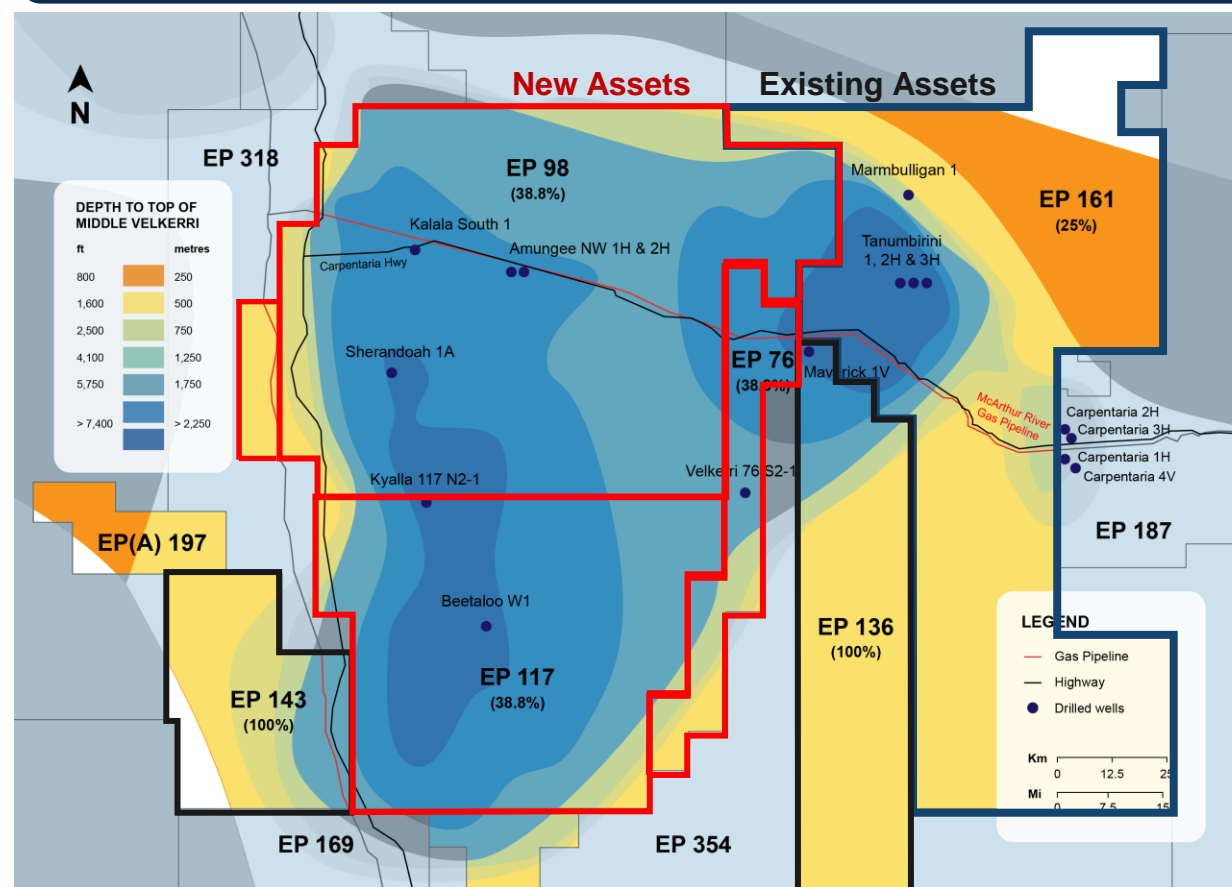 New Assets
Existing Assets
N
EP 318
EP 98
(38.8%)
Marmbulligan 1
EP 161
(25%)
DEPTH TO TOP OF
MIDDLE VELKERRI
ft metres
800 250
1,600 500
2,500 750
4,100 1,250
5,750 1,750
> 7,400 > 2,250
Kalala South 1
Amungee NW 1H & 2H
Carpentaria Hwy
Tanumbirini
1, 2H & 3H
Sherandoah 1A
EP 76
(38.8%)
Maverick 1V
McArthur River
Gas Pipeline
Carpentaria 2H
Carpentaria 3H
Carpentaria 1H
Carpentaria 4V
Kyalla 117 N2-1
Velkerri 76 S2-1
EP(A) 197
EP 187
Beetaloo W1
EP 117
(38.8%)
EP 136
(100%)
EP 143
(100%)
LEGEND
Gas Pipeline
Highway
Drilled wells
Km
0 12.5 25
Mi
0 7.5 15
EP 169
EP 354